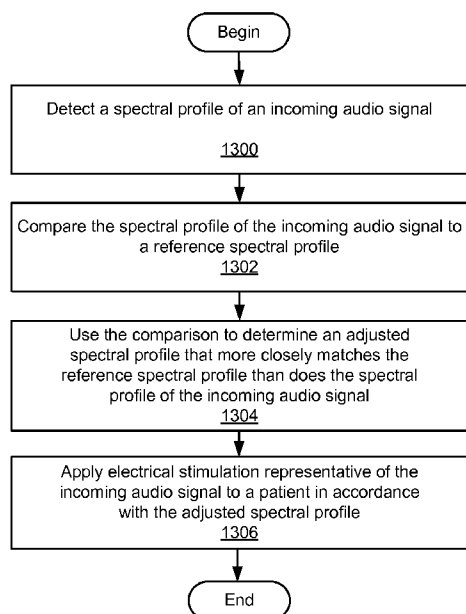 Begin
Detect a spectral profile of an incoming audio signal
1300
Compare the spectral profile of the incoming audio signal to
a reference spectral profile
1302
Use the comparison to determine an adjusted
spectral profile that more closely matches the
reference spectral profile than does the spectral
profile of the incoming audio signal
1304
Apply electrical stimulation representative of the
incoming audio signal to a patient in accordance
with the adjusted spectral profile
1306
End